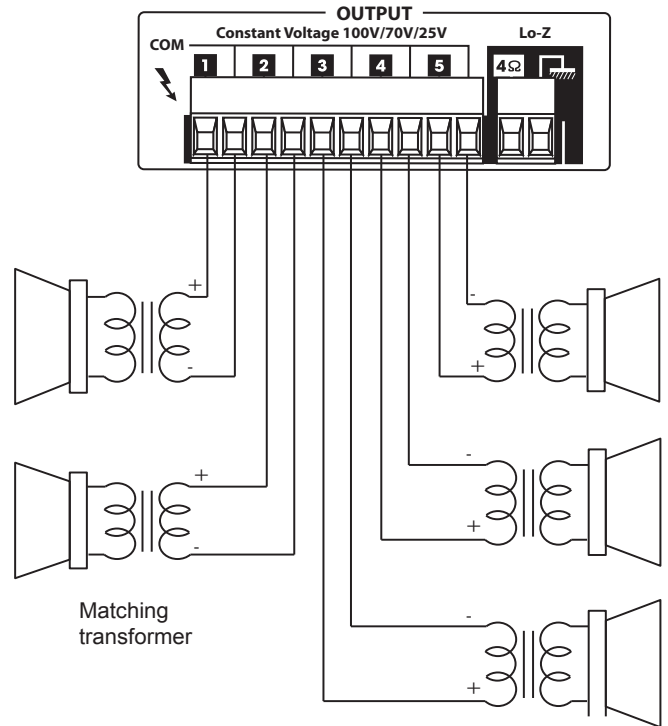 OUTPUT
Constant Voltage 100V/70V/25V
Lo-Z
COM
1 2 3 4 5
4Ω
+
-
-
+
+
-
-
+
Matching
transformer
-
+